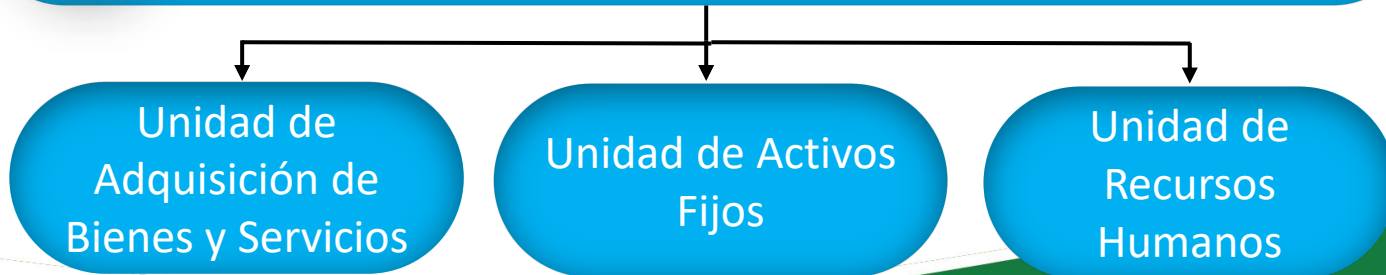 Unidad de
Adquisición de
Bienes y Servicios
Unidad de Activos
Fijos
Unidad de
Recursos
Humanos